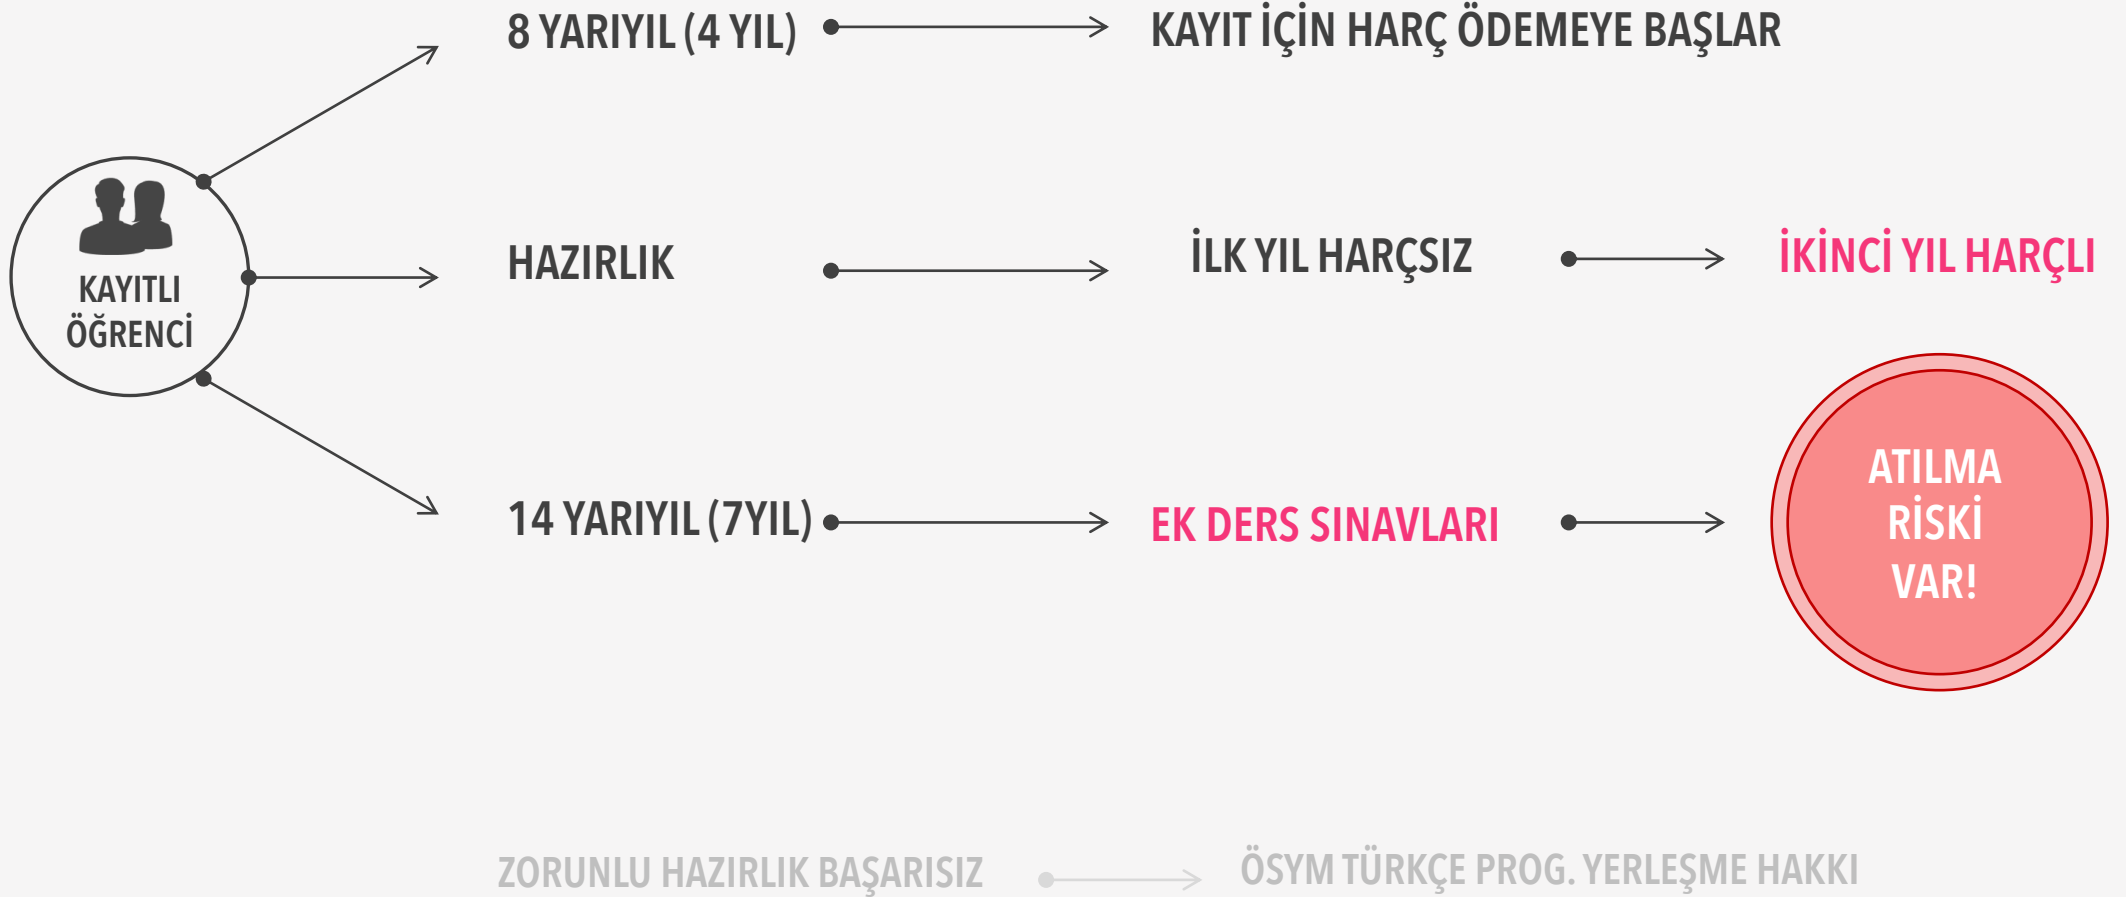 8 YARIYIL (4 YIL)
KAYIT İÇİN HARÇ ÖDEMEYE BAŞLAR
KAYITLI
ÖĞRENCİ
HAZIRLIK
İLK YIL HARÇSIZ
İKİNCİ YIL HARÇLI
14 YARIYIL (7YIL)
EK DERS SINAVLARI
ATILMA
RİSKİ
VAR!
ZORUNLU HAZIRLIK BAŞARISIZ
ÖSYM TÜRKÇE PROG. YERLEŞME HAKKI